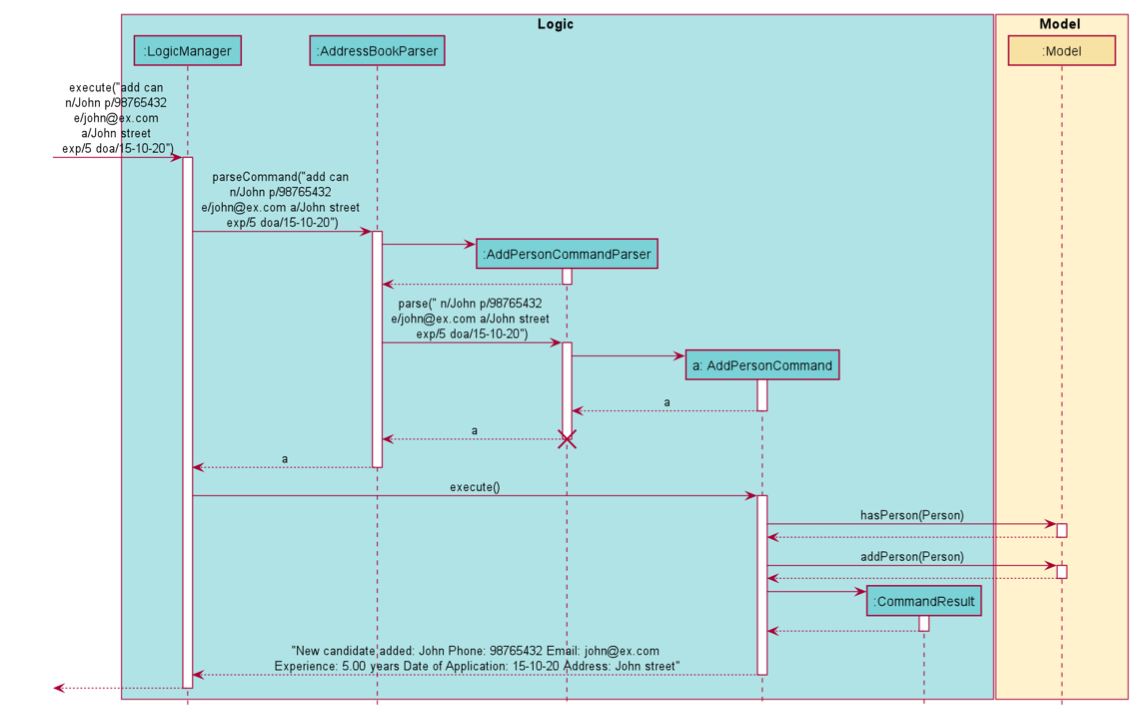 Logic
Model
:LogicManager
:AddressBookParser
:Model
execute("add can
n/John p/98765432
e/john@ex.com
a/John street
exp/5 doa/15-10-20")
parseCommand("add can
n/John p/98765432
e/john@ex.com a/John street
exp/5 doa/15-10-20")
:AddPersonCommandParser
parse(" n/John p/98765432
e/john@ex.com a/John street
exp/5 doa/15-10-20")
a: AddPersonCommand
a
a
a
execute()
hasPerson(Person)
addPerson(Person)
:CommandResult
"New candidate added: John Phone: 98765432 Email: john@ex.com
Experience: 5.00 years Date of Application: 15-10-20 Address: John street"